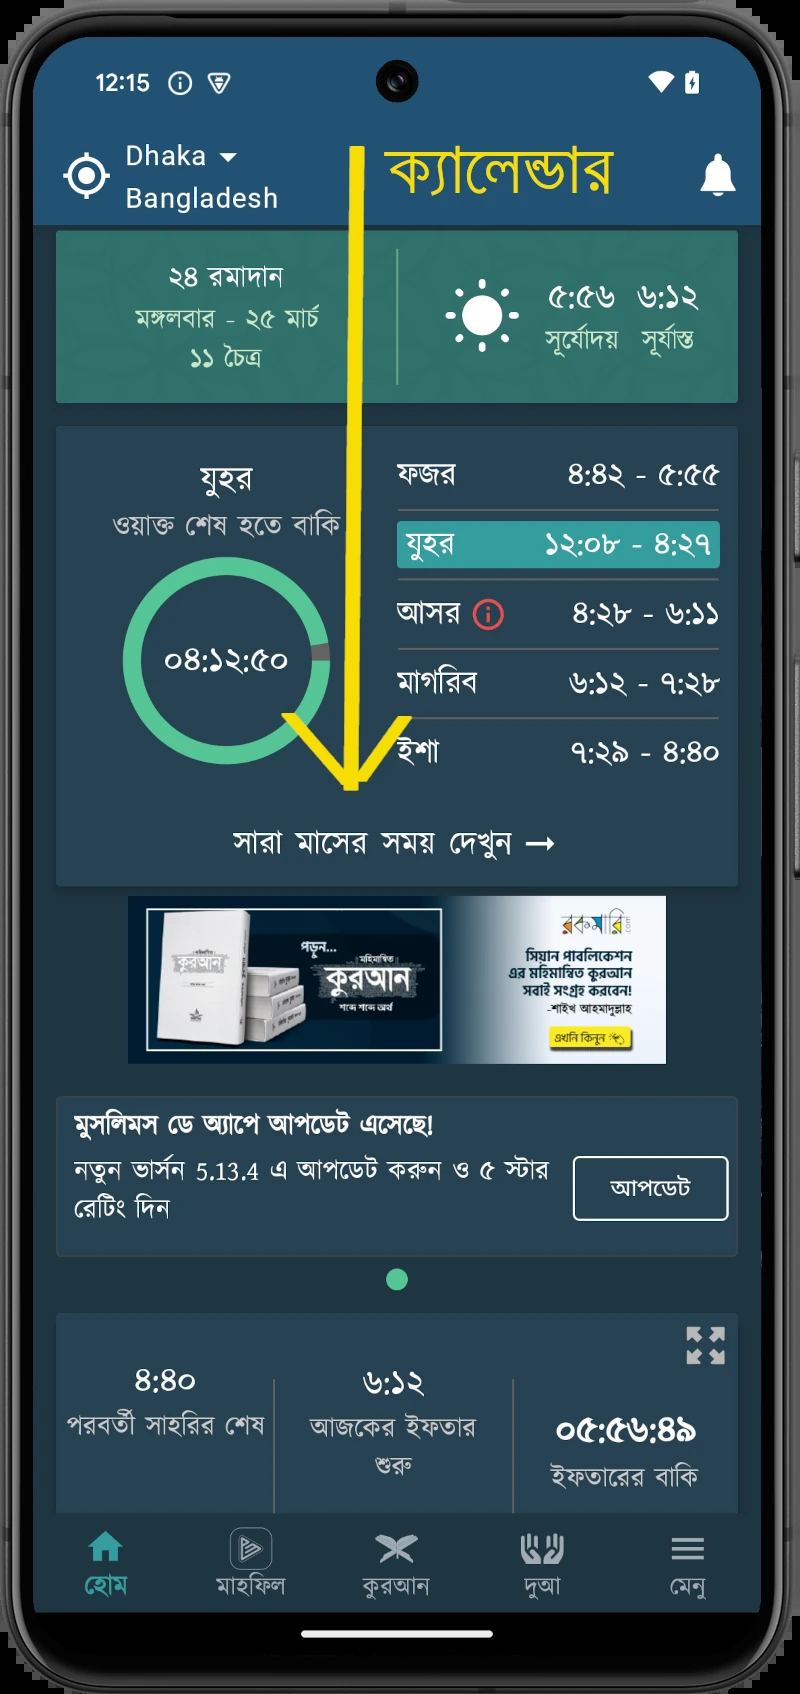 12:15
Dhaka
Bangladesh
ক্যালেন্ডার
২৪ রমাদান
মঙ্গলবার - ২৫ মার্চ
১১ চৈত্র
৫:৫৬ ৬:১২
সূর্যোদয় সূর্যাস্ত
যুহর
ওয়াক্ত শেষ হতে বাকি
০৪:১২:৫০
ফজর ৪:৪২ - ৫:৫৫
যুহর ১২:০৮ - ৪:২৭
আসর ৪:২৮ - ৬:১১
মাগরিব ৬:১২ - ৭:২৮
ইশা ৭:২৯ - ৪:৪০
সারা মাসের সময় দেখুন →
কুরআন
পড়ুন...
মহিমান্বিত
কুরআন
শব্দে শব্দে অর্থ
রকমারি
.com
সিয়ান পাবলিকেশন
এর মহিমান্বিত কুরআন
সবাই সংগ্রহ করবেন!
-শাইখ আহমাদুল্লাহ
এখনি কিনুন
মুসলিমস ডে অ্যাপে আপডেট এসেছে!
নতুন ভার্সন 5.13.4 এ আপডেট করুন ও ৫ স্টার
রেটিং দিন
আপডেট
৪:৪০
পরবর্তী সাহরির শেষ
৬:১২
আজকের ইফতার
শুরু
০৫:৫৬:৪৯
ইফতারের বাকি
হোম
মাহফিল
কুরআন
দুআ
মেনু